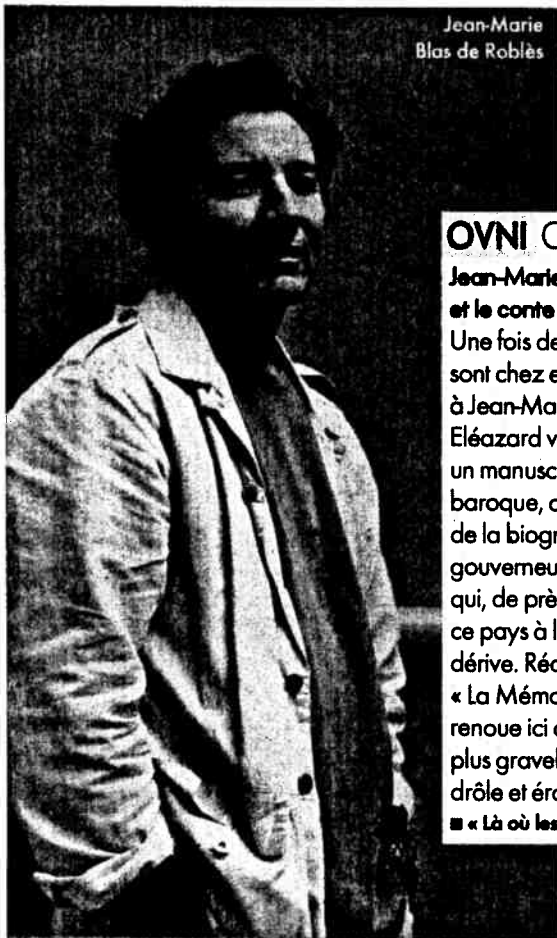 Jean-Marie
Blas de Roblès
OVNI
Jean-Marie
et le conte
Une fois de
sont chez e
à Jean-Ma
Eléazard v
un manusc
baroque, c
de la biogr
gouverneu
qui, de prè
ce pays à l
dérive. Réc
« La Mémo
renoue ici
plus gravel
drôle et éro
■ « Là où les